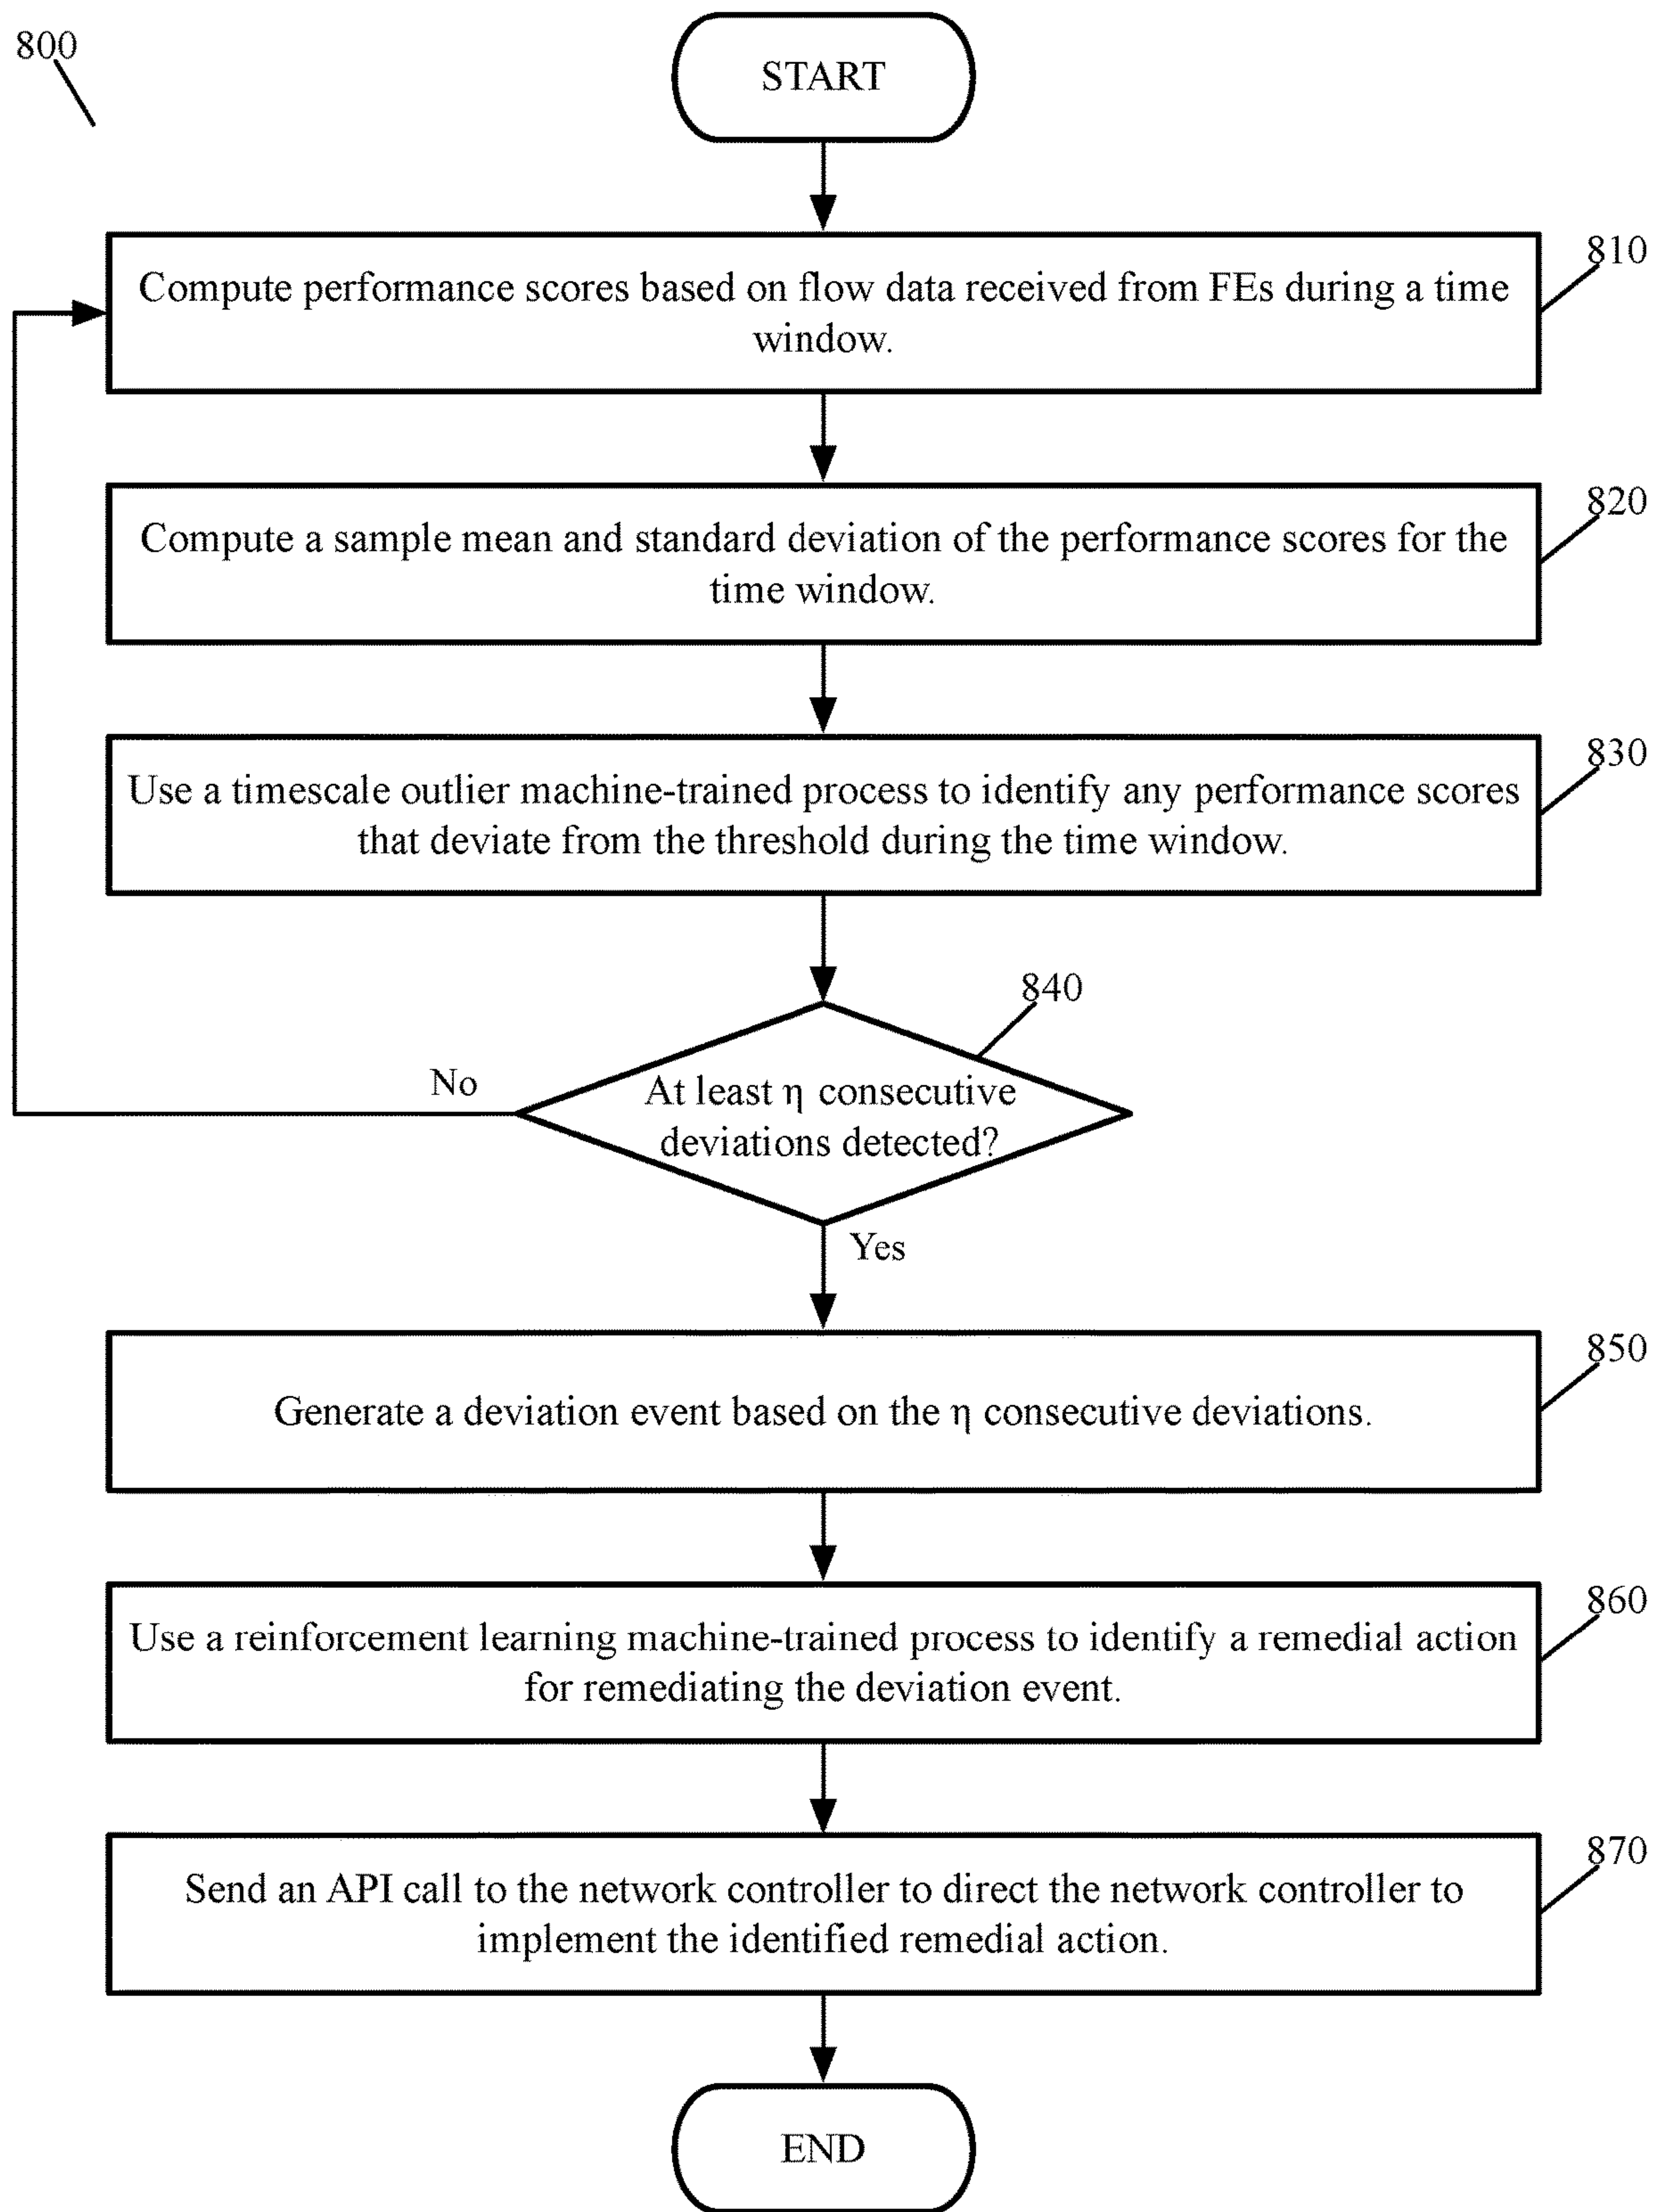 800
START
810
Compute performance scores based on flow data received from FEs during a time
window.
820
Compute a sample mean and standard deviation of the performance scores for the
time window.
830
Use a timescale outlier machine-trained process to identify any performance scores
that deviate from the threshold during the time window.
840
No
At least η consecutive
deviations detected?
Yes
850
Generate a deviation event based on the η consecutive deviations.
860
Use a reinforcement learning machine-trained process to identify a remedial action
for remediating the deviation event.
870
Send an API call to the network controller to direct the network controller to
implement the identified remedial action.
END